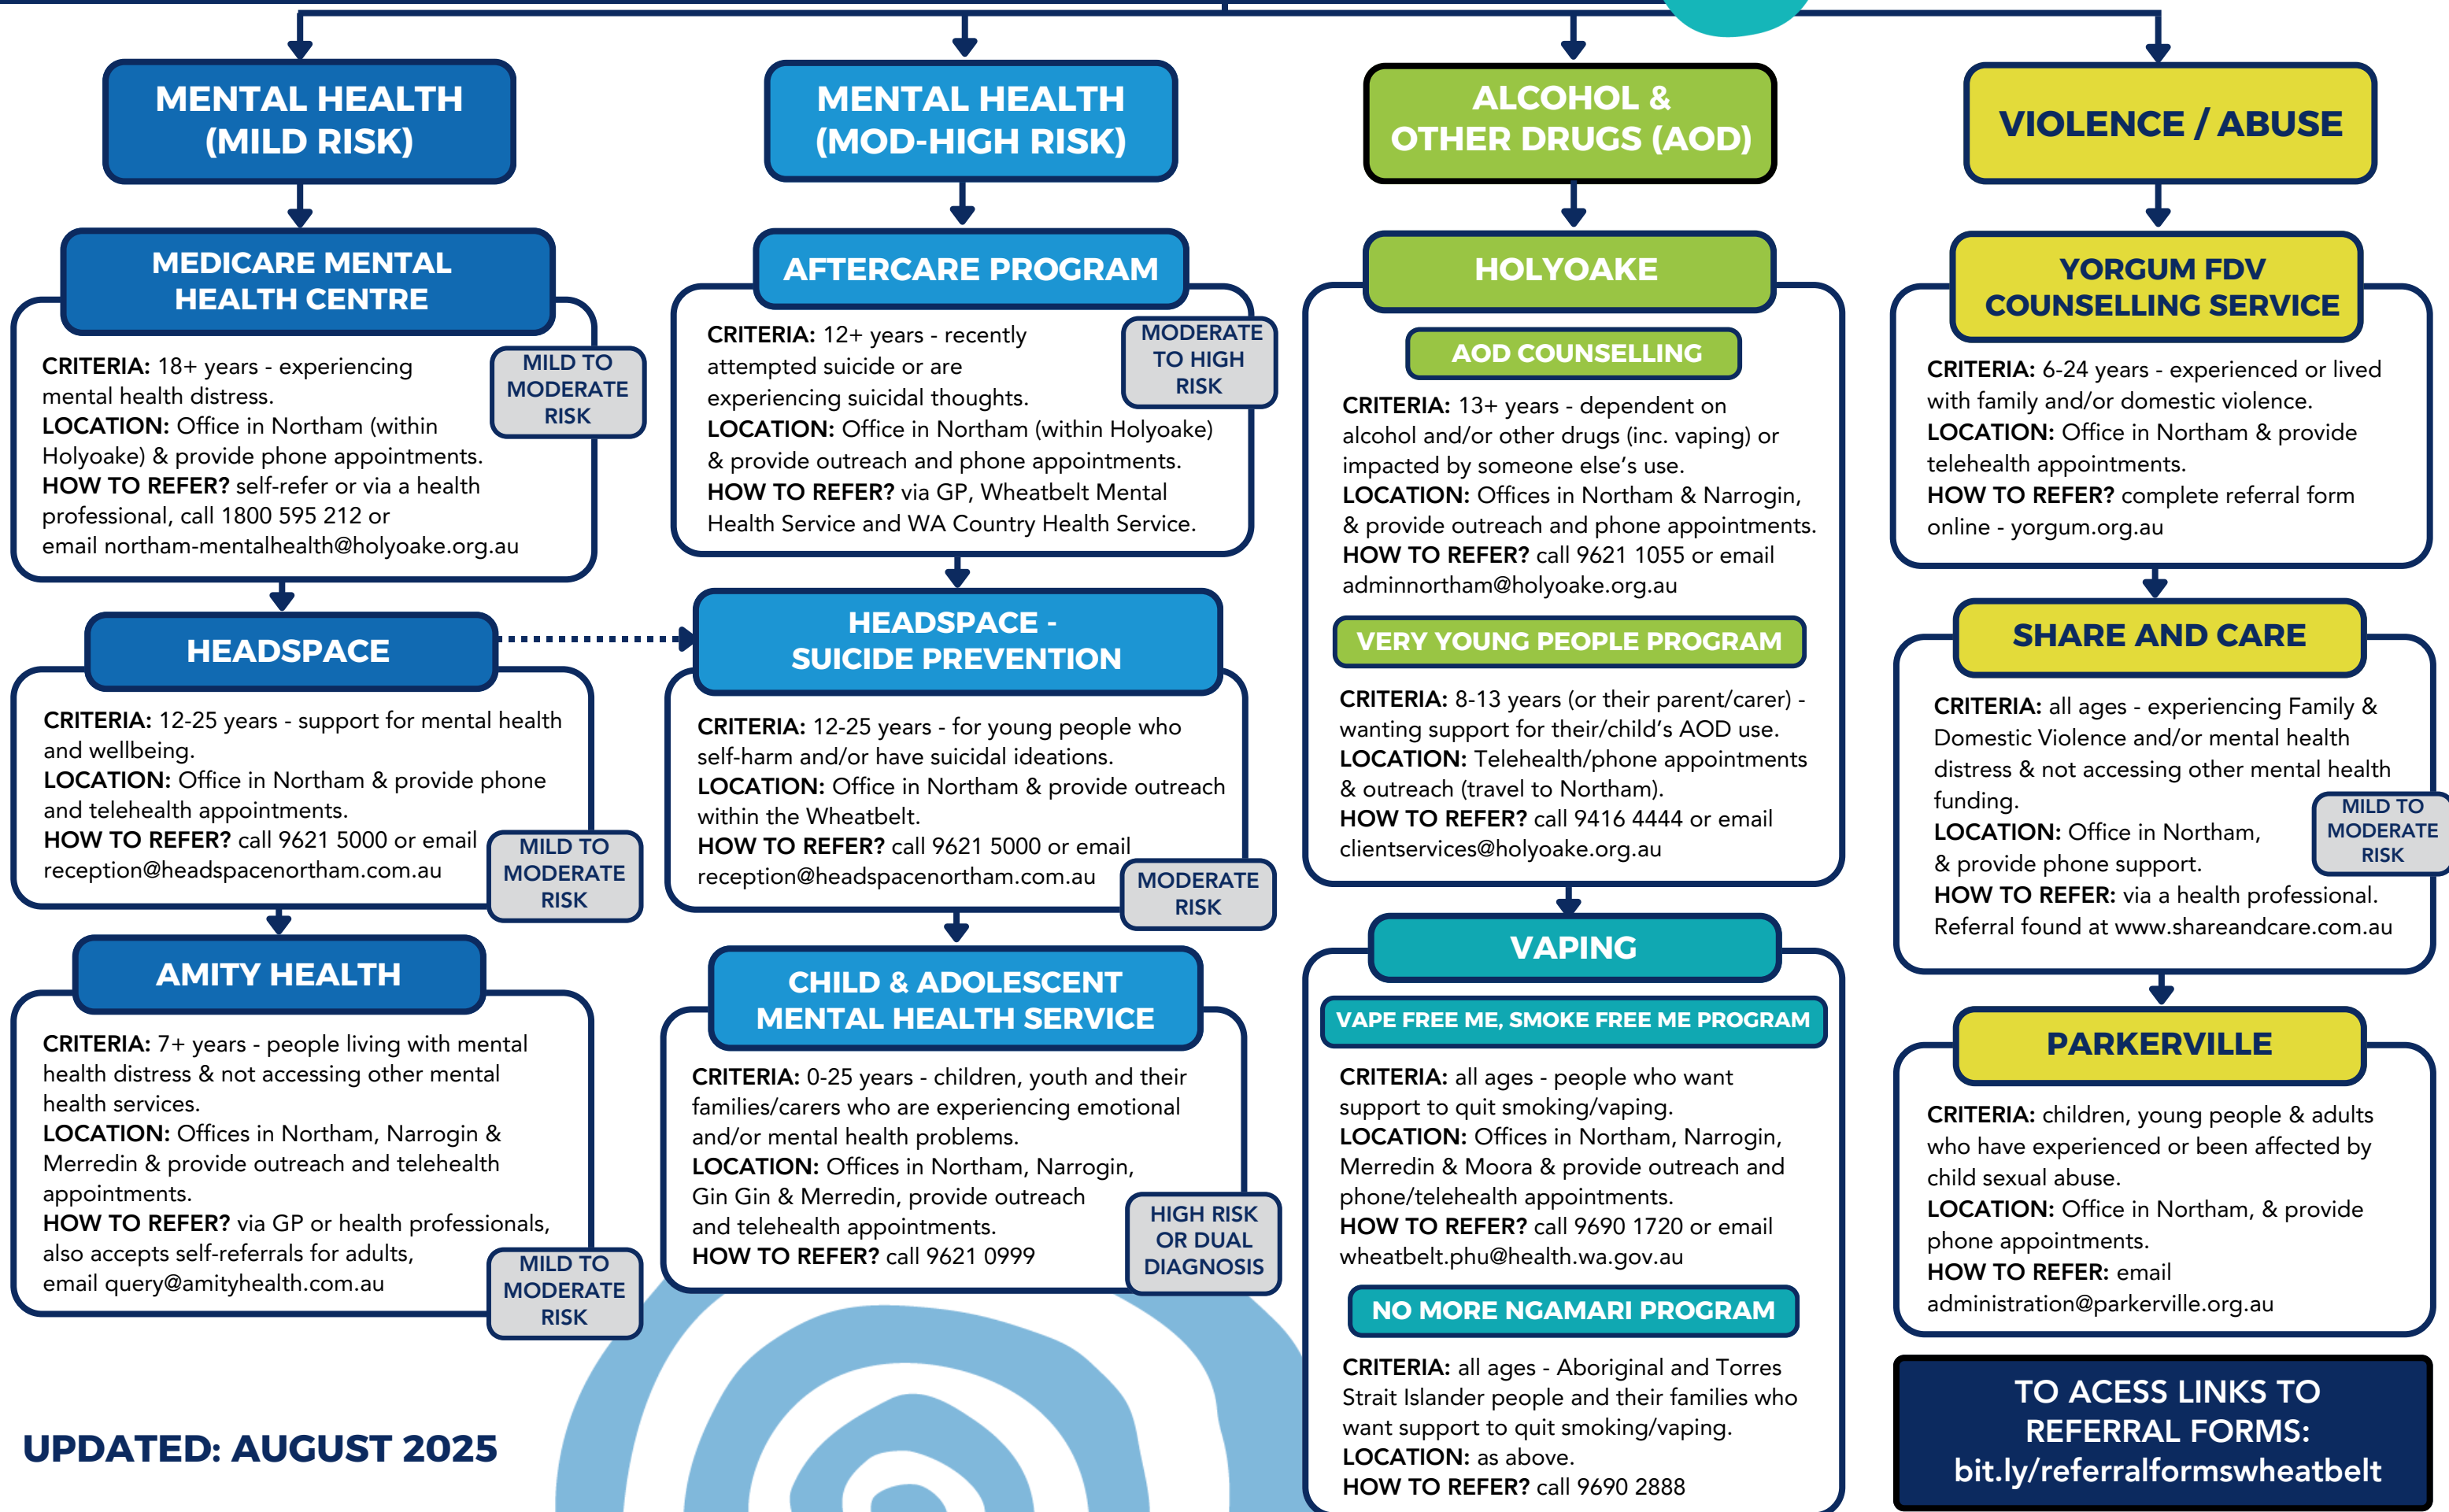 MENTAL HEALTH
(MILD RISK)
MEDICARE MENTAL
HEALTH CENTRE
CRITERIA: 18+ years - experiencing
mental health distress.
LOCATION: Office in Northam (within
Holyoake) & provide phone appointments.
HOW TO REFER? self-refer or via a health
professional, call 1800 595 212 or
email northam-mentalhealth@holyoake.org.au
MILD TO
MODERATE
RISK
HEADSPACE
CRITERIA: 12-25 years - support for mental health
and wellbeing.
LOCATION: Office in Northam & provide phone
and telehealth appointments.
HOW TO REFER? call 9621 5000 or email
reception@headspacenortham.com.au
MILD TO
MODERATE
RISK
AMITY HEALTH
CRITERIA: 7+ years - people living with mental
health distress & not accessing other mental
health services.
LOCATION: Offices in Northam, Narrogin &
Merredin & provide outreach and telehealth
appointments.
HOW TO REFER? via GP or health professionals,
also accepts self-referrals for adults,
email query@amityhealth.com.au
MILD TO
MODERATE
RISK
UPDATED: AUGUST 2025
MENTAL HEALTH
(MOD-HIGH RISK)
AFTERCARE PROGRAM
CRITERIA: 12+ years - recently
attempted suicide or are
experiencing suicidal thoughts.
LOCATION: Office in Northam (within Holyoake)
& provide outreach and phone appointments.
HOW TO REFER? via GP, Wheatbelt Mental
Health Service and WA Country Health Service.
MODERATE
TO HIGH
RISK
HEADSPACE -
SUICIDE PREVENTION
CRITERIA: 12-25 years - for young people who
self-harm and/or have suicidal ideations.
LOCATION: Office in Northam & provide outreach
within the Wheatbelt.
HOW TO REFER? call 9621 5000 or email
reception@headspacenortham.com.au
MODERATE
RISK
CHILD & ADOLESCENT
MENTAL HEALTH SERVICE
CRITERIA: 0-25 years - children, youth and their
families/carers who are experiencing emotional
and/or mental health problems.
LOCATION: Offices in Northam, Narrogin,
Gin Gin & Merredin, provide outreach
and telehealth appointments.
HOW TO REFER? call 9621 0999
HIGH RISK
OR DUAL
DIAGNOSIS
ALCOHOL &
OTHER DRUGS (AOD)
HOLYOAKE
AOD COUNSELLING
CRITERIA: 13+ years - dependent on
alcohol and/or other drugs (inc. vaping) or
impacted by someone else's use.
LOCATION: Offices in Northam & Narrogin,
& provide outreach and phone appointments.
HOW TO REFER? call 9621 1055 or email
adminnortham@holyoake.org.au
VERY YOUNG PEOPLE PROGRAM
CRITERIA: 8-13 years (or their parent/carer) -
wanting support for their/child's AOD use.
LOCATION: Telehealth/phone appointments
& outreach (travel to Northam).
HOW TO REFER? call 9416 4444 or email
clientservices@holyoake.org.au
VAPING
VAPE FREE ME, SMOKE FREE ME PROGRAM
CRITERIA: all ages - people who want
support to quit smoking/vaping.
LOCATION: Offices in Northam, Narrogin,
Merredin & Moora & provide outreach and
phone/telehealth appointments.
HOW TO REFER? call 9690 1720 or email
wheatbelt.phu@health.wa.gov.au
NO MORE NGAMARI PROGRAM
CRITERIA: all ages - Aboriginal and Torres
Strait Islander people and their families who
want support to quit smoking/vaping.
LOCATION: as above.
HOW TO REFER? call 9690 2888
VIOLENCE / ABUSE
YORGUM FDV
COUNSELLING SERVICE
CRITERIA: 6-24 years - experienced or lived
with family and/or domestic violence.
LOCATION: Office in Northam & provide
telehealth appointments.
HOW TO REFER? complete referral form
online - yorgum.org.au
SHARE AND CARE
CRITERIA: all ages - experiencing Family &
Domestic Violence and/or mental health
distress & not accessing other mental health
funding.
LOCATION: Office in Northam,
& provide phone support.
HOW TO REFER: via a health professional.
Referral found at www.shareandcare.com.au
MILD TO
MODERATE
RISK
PARKERVILLE
CRITERIA: children, young people & adults
who have experienced or been affected by
child sexual abuse.
LOCATION: Office in Northam, & provide
phone appointments.
HOW TO REFER: email
administration@parkerville.org.au
TO ACESS LINKS TO
REFERRAL FORMS:
bit.ly/referralformswheatbelt